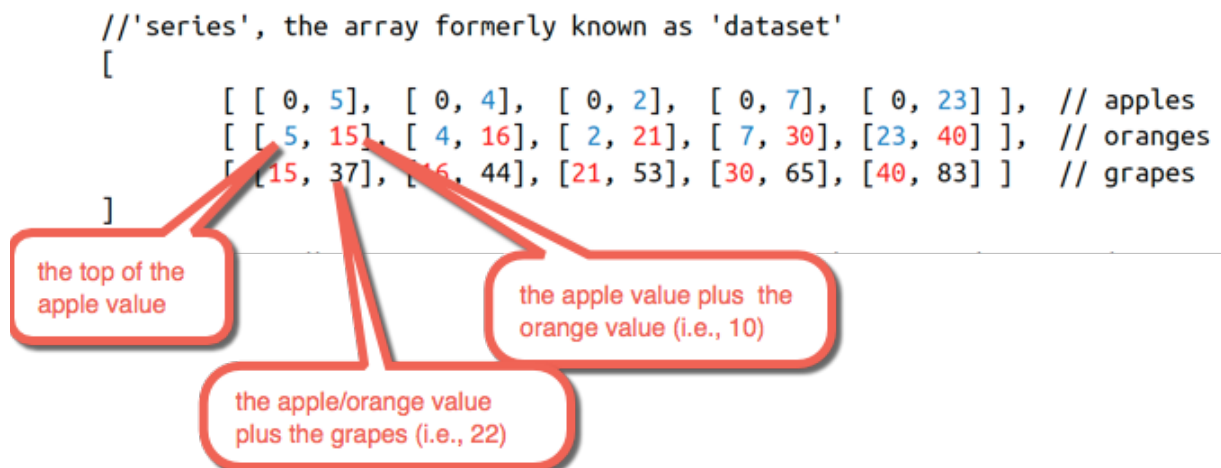 //'series', the array formerly known as 'dataset'
[
[ [ 0, 5], [ 0, 4], [ 0, 2], [ 0, 7], [ 0, 23] ], // apples
[ [ 5, 15], [ 4, 16], [ 2, 21], [ 7, 30], [23, 40] ], // oranges
[ [15, 37], [16, 44], [21, 53], [30, 65], [40, 83] ] // grapes
]
the top of the
apple value
the apple value plus the
orange value (i.e., 10)
the apple/orange value
plus the grapes (i.e., 22)